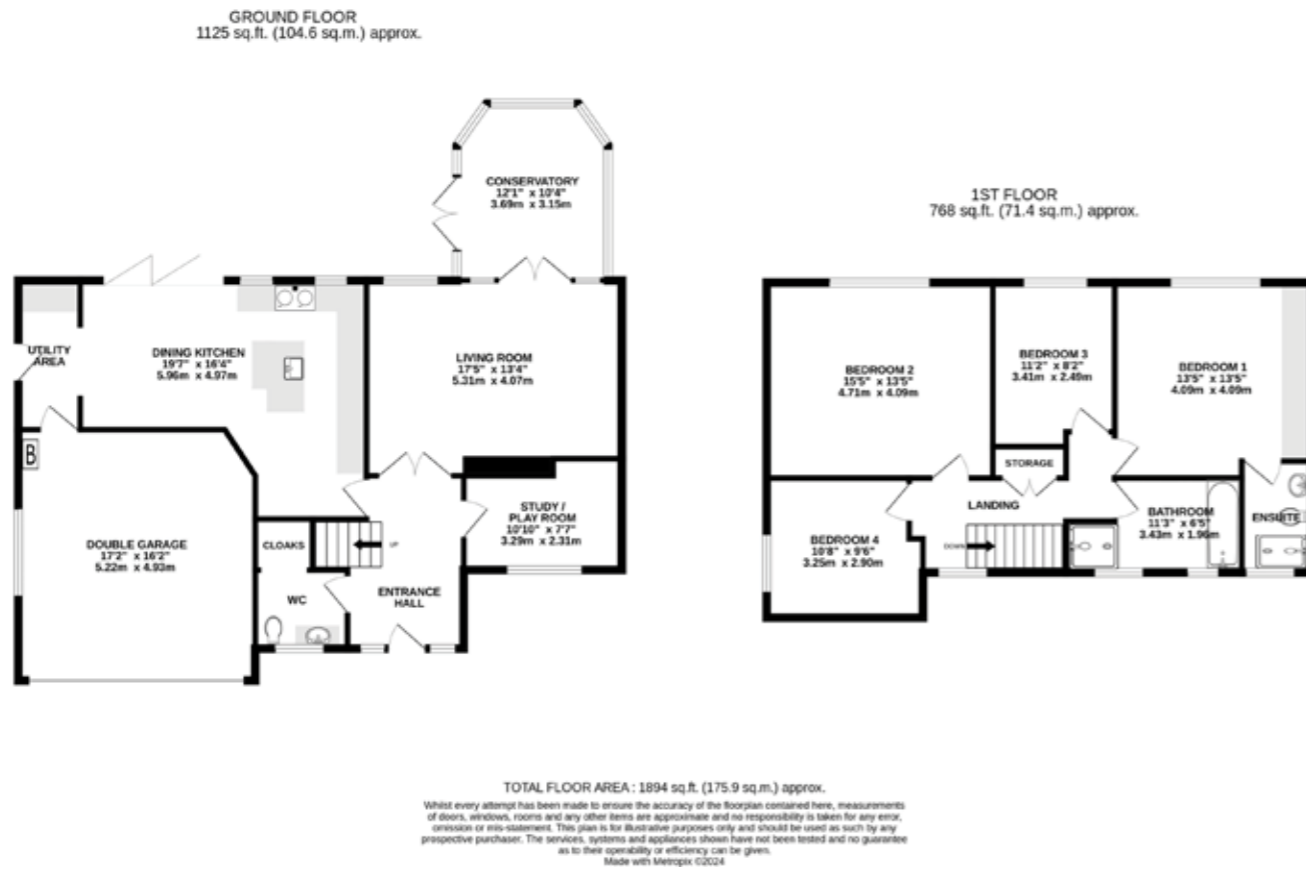 GROUND FLOOR
1125 sq.ft. (104.6 sq.m.) approx.
CONSERVATORY
12'1" x 10'4"
3.69m x 3.15m
UTILITY
AREA
DINING KITCHEN
19'7" x 16'4"
5.96m x 4.97m
LIVING ROOM
17'5" x 13'4"
5.31m x 4.07m
B
DOUBLE GARAGE
17'2" x 16'2"
5.22m x 4.93m
CLOAKS
UP
STUDY /
PLAY ROOM
10'10" x 7'7"
3.29m x 2.31m
WC
ENTRANCE
HALL
1ST FLOOR
768 sq.ft. (71.4 sq.m.) approx.
BEDROOM 2
15'5" x 13'5"
4.71m x 4.09m
BEDROOM 3
11'2" x 8'2"
3.41m x 2.49m
BEDROOM 1
13'5" x 13'5"
4.09m x 4.09m
STORAGE
LANDING
DOWN
BEDROOM 4
10'8" x 9'6"
3.25m x 2.90m
BATHROOM
11'3" x 6'5"
3.43m x 1.96m
ENSUITE
TOTAL FLOOR AREA : 1894 sq.ft. (175.9 sq.m.) approx.
Whilst every attempt has been made to ensure the accuracy of the floorplan contained here, measurements
of doors, windows, rooms and any other items are approximate and no responsibility is taken for any error,
omission or mis-statement. This plan is for illustrative purposes only and should be used as such by any
prospective purchaser. The services, systems and appliances shown have not been tested and no guarantee
as to their operability or efficiency can be given.
Made with Metropix ©2024